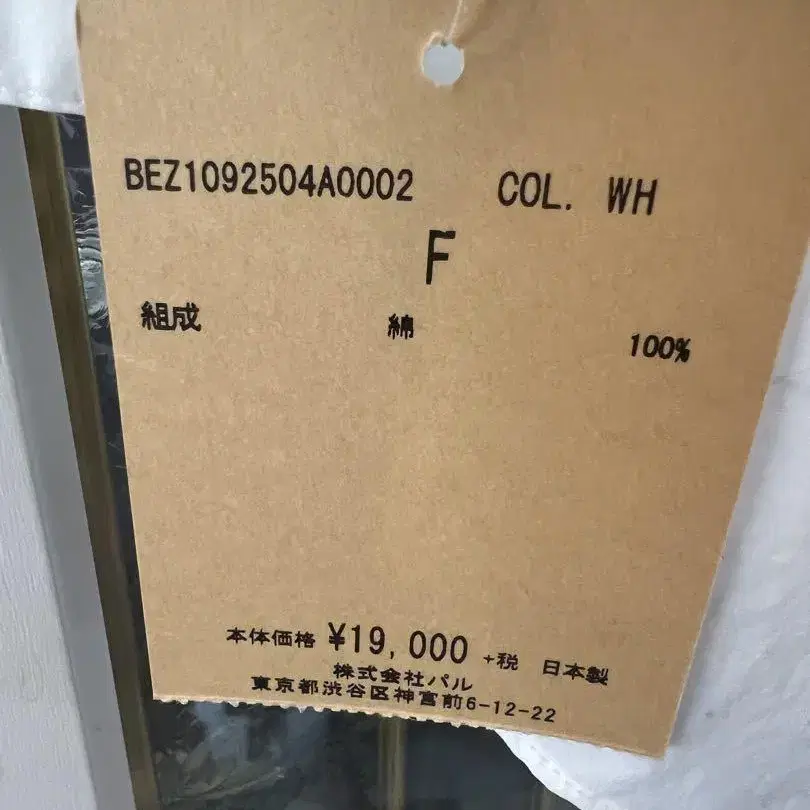 BEZ1092504A0002 COL. WH
F
組成 綿 100%
本体価格 ¥19,000 +税 日本製
株式会社パル
東京都渋谷区神宮前6-12-22